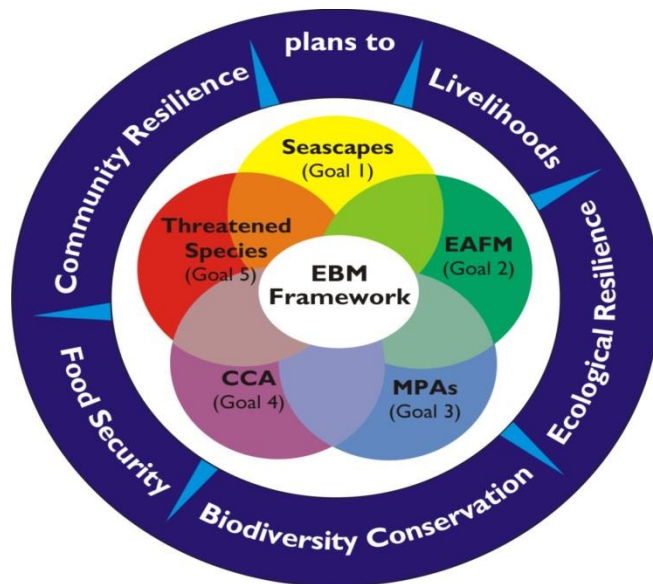 plans to
Livelihoods
Ecological Resilience
Biodiversity Conservation
Food Security
Community Resilience
Seascapes
(Goal 1)
EAFM
(Goal 2)
MPAs
(Goal 3)
CCA
(Goal 4)
Threatened
Species
(Goal 5)
EBM
Framework